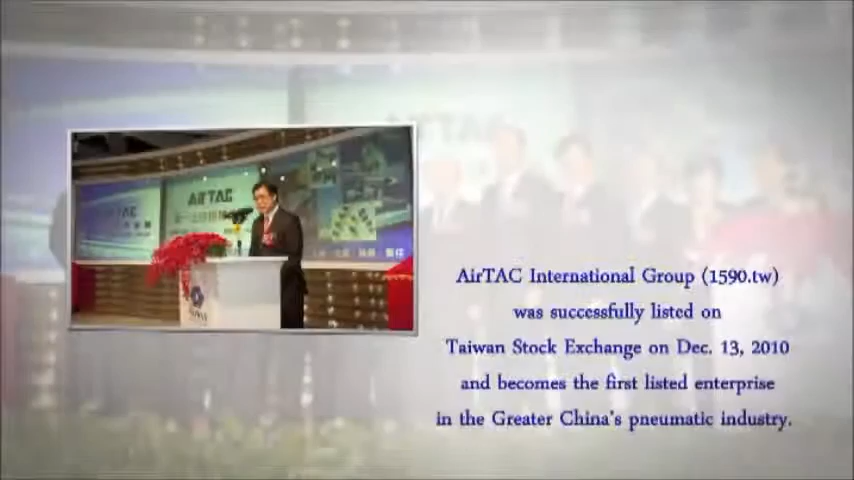 AirTAC
AirTAC
AirTAC International Group (1590.tw)
was successfully listed on
Taiwan Stock Exchange on Dec. 13, 2010
and becomes the first listed enterprise
in the Greater China's pneumatic industry.